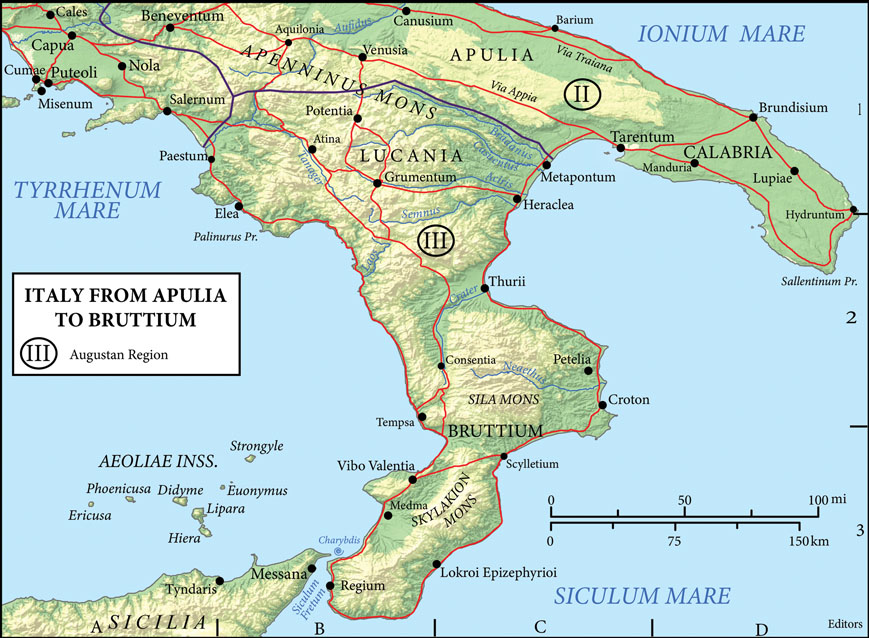 Cales
Beneventum
Aquilonia
Aufidus
Canusium
Barium
IONIUM MARE
Capua
Venusia
APULIA
Via Traiana
Cumae
Puteoli
Nola
APENNINUS MONS
Via Appia
II
Misenum
Salernum
Potentia
Brundisium
1
Atina
Bradanus
Tarentum
Paestum
Tanager
LUCANIA
Casuentus
CALABRIA
Metapontum
Manduria
TYRRHENUM
MARE
Grumentum
Aciris
Lupiae
Elea
Semnus
Heraclea
Hydruntum
Palinurus Pr.
III
Laos
Sallentinum Pr.
ITALY FROM APULIA
TO BRUTTIUM
III Augustan Region
Crater
Thurii
2
Consentia
Petelia
Neaethus
SILA MONS
Croton
Tempsa
BRUTTIUM
Strongyle
AEOLIAE INSS.
Vibo Valentia
Scylletium
Phoenicusa
Didyme
Euonymus
SKYLAKION
MONS
Ericusa
Lipara
Medma
0 50 100 mi
Hiera
3
Charybdis
0 75 150km
Messana
Lokroi Epizephyrioi
Tyndaris
Siculum
Fretum
Regium
SICULUM MARE
SICILIA
A B C D
Editors